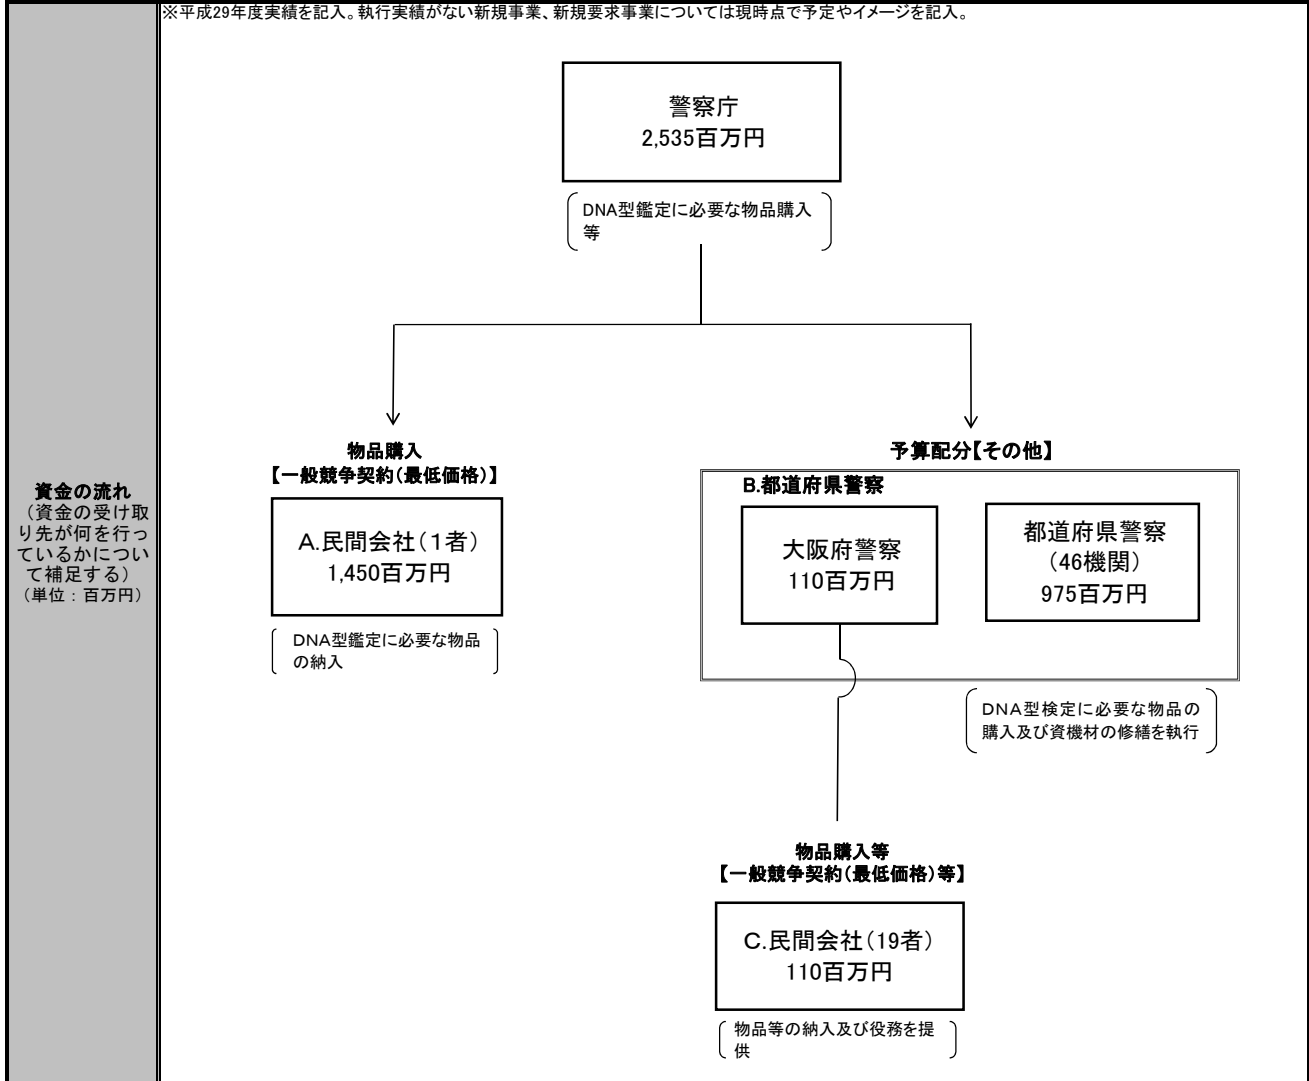 ※平成29年度実績を記入。執行実績がない新規事業、新規要求事業については現時点で予定やイメージを記入。
警察庁
2,535百万円
DNA型鑑定に必要な物品購入
等
物品購入
【一般競争契約(最低価格)】
A.民間会社(1者)
1,450百万円
DNA型鑑定に必要な物品
の納入
予算配分【その他】
B.都道府県警察
大阪府警察
110百万円
都道府県警察
(46機関)
975百万円
DNA型検定に必要な物品の
購入及び資機材の修繕を執行
物品購入等
【一般競争契約(最低価格)等】
C.民間会社(19者)
110百万円
物品等の納入及び役務を提
供
資金の流れ
(資金の受け取
り先が何を行っ
ているかについ
て補足する)
(単位:百万円)